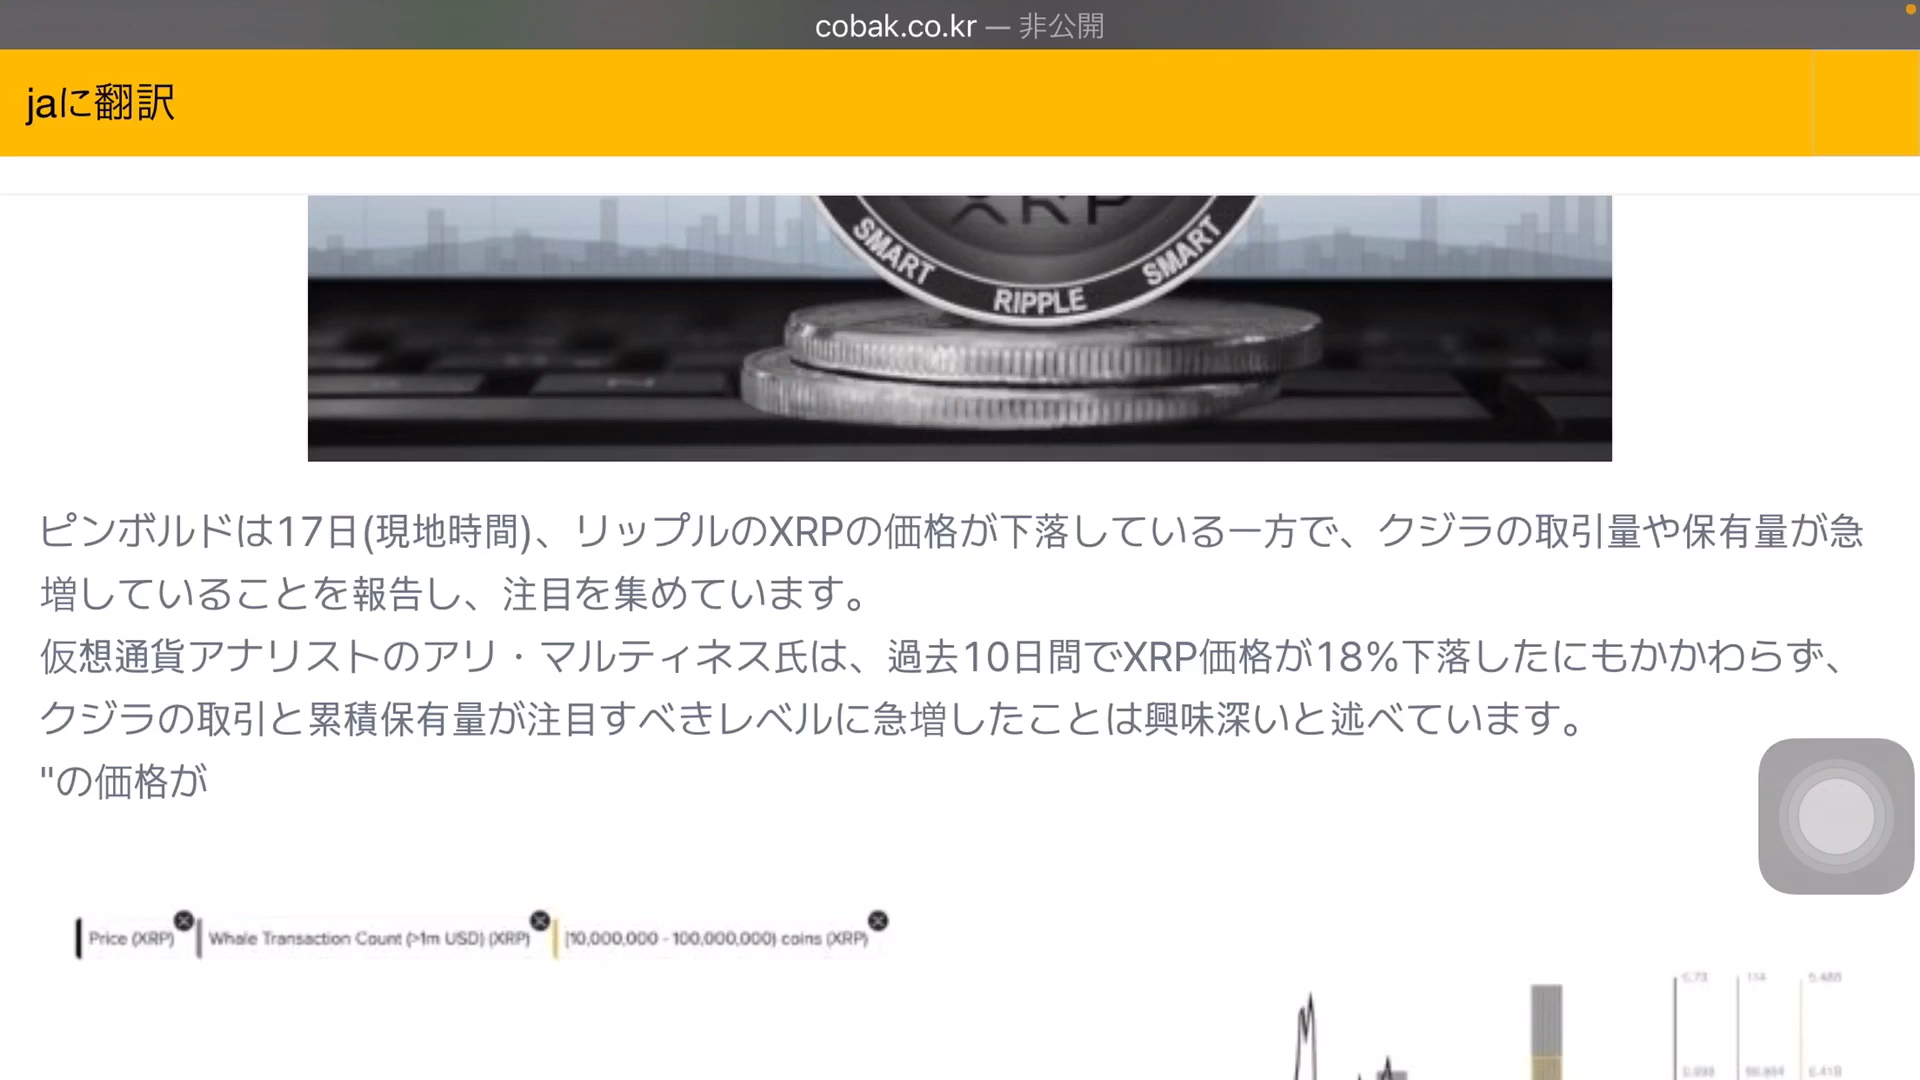 cobak.co.kr — 非公開
jaに翻訳
XRP
SMART
SMART
RIPPLE
ピンボルドは17日(現地時間)、リップルのXRPの価格が下落している一方で、クジラの取引量や保有量が急
増していることを報告し、注目を集めています。
仮想通貨アナリストのアリ・マルティネス氏は、過去10日間でXRP価格が18%下落したにもかかわらず、
クジラの取引と累積保有量が注目すべきレベルに急増したことは興味深いと述べています。
"の価格が
Price (XRP) Whale Transaction Count (>1m USD) (XRP) [10,000,000 - 100,000,000) coins (XRP)